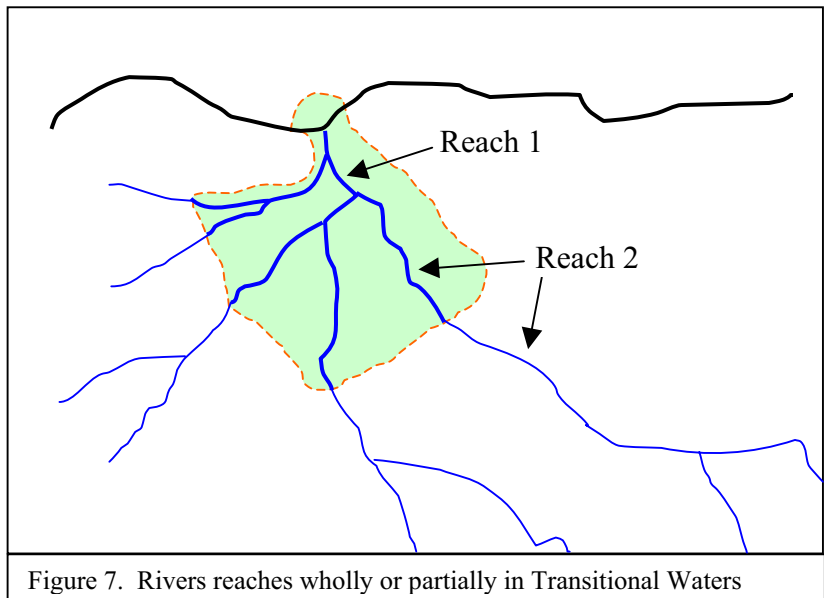 Reach 1
Reach 2
Figure 7.  Rivers reaches wholly or partially in Transitional Waters